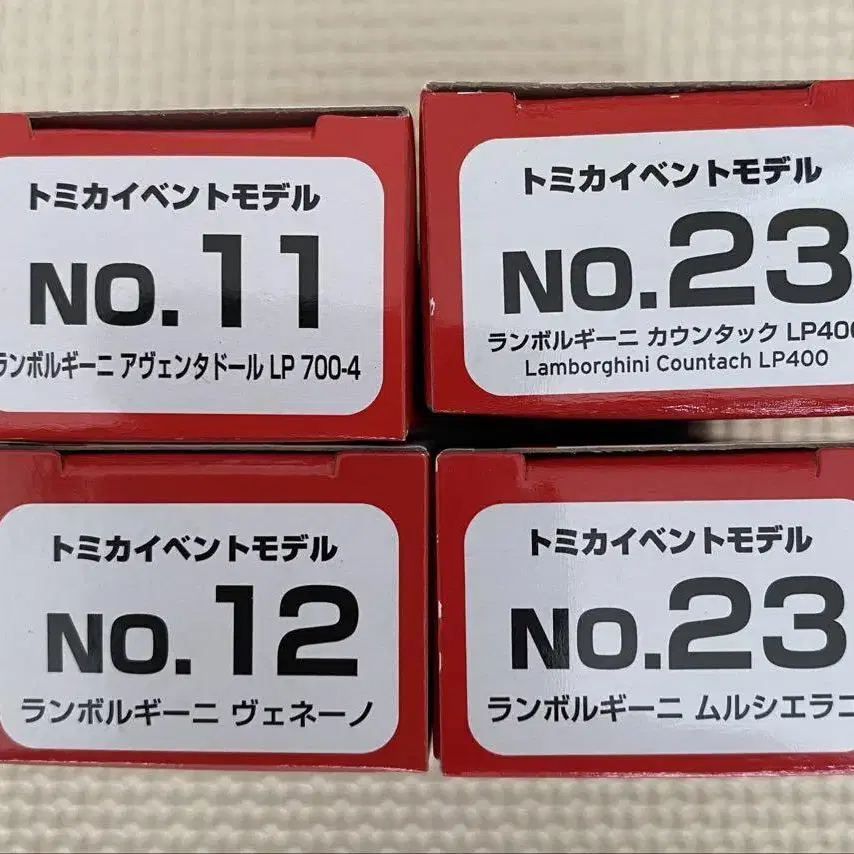 トミカイベントモデル
NO.11
ランボルギーニ アヴェンタドール LP 700-4
トミカイベントモデル
NO.23
ランボルギーニ カウンタック LP400
Lamborghini Countach LP400
トミカイベントモデル
NO.12
ランボルギーニ ヴェネーノ
トミカイベントモデル
NO.23
ランボルギーニ ムルシエラゴ